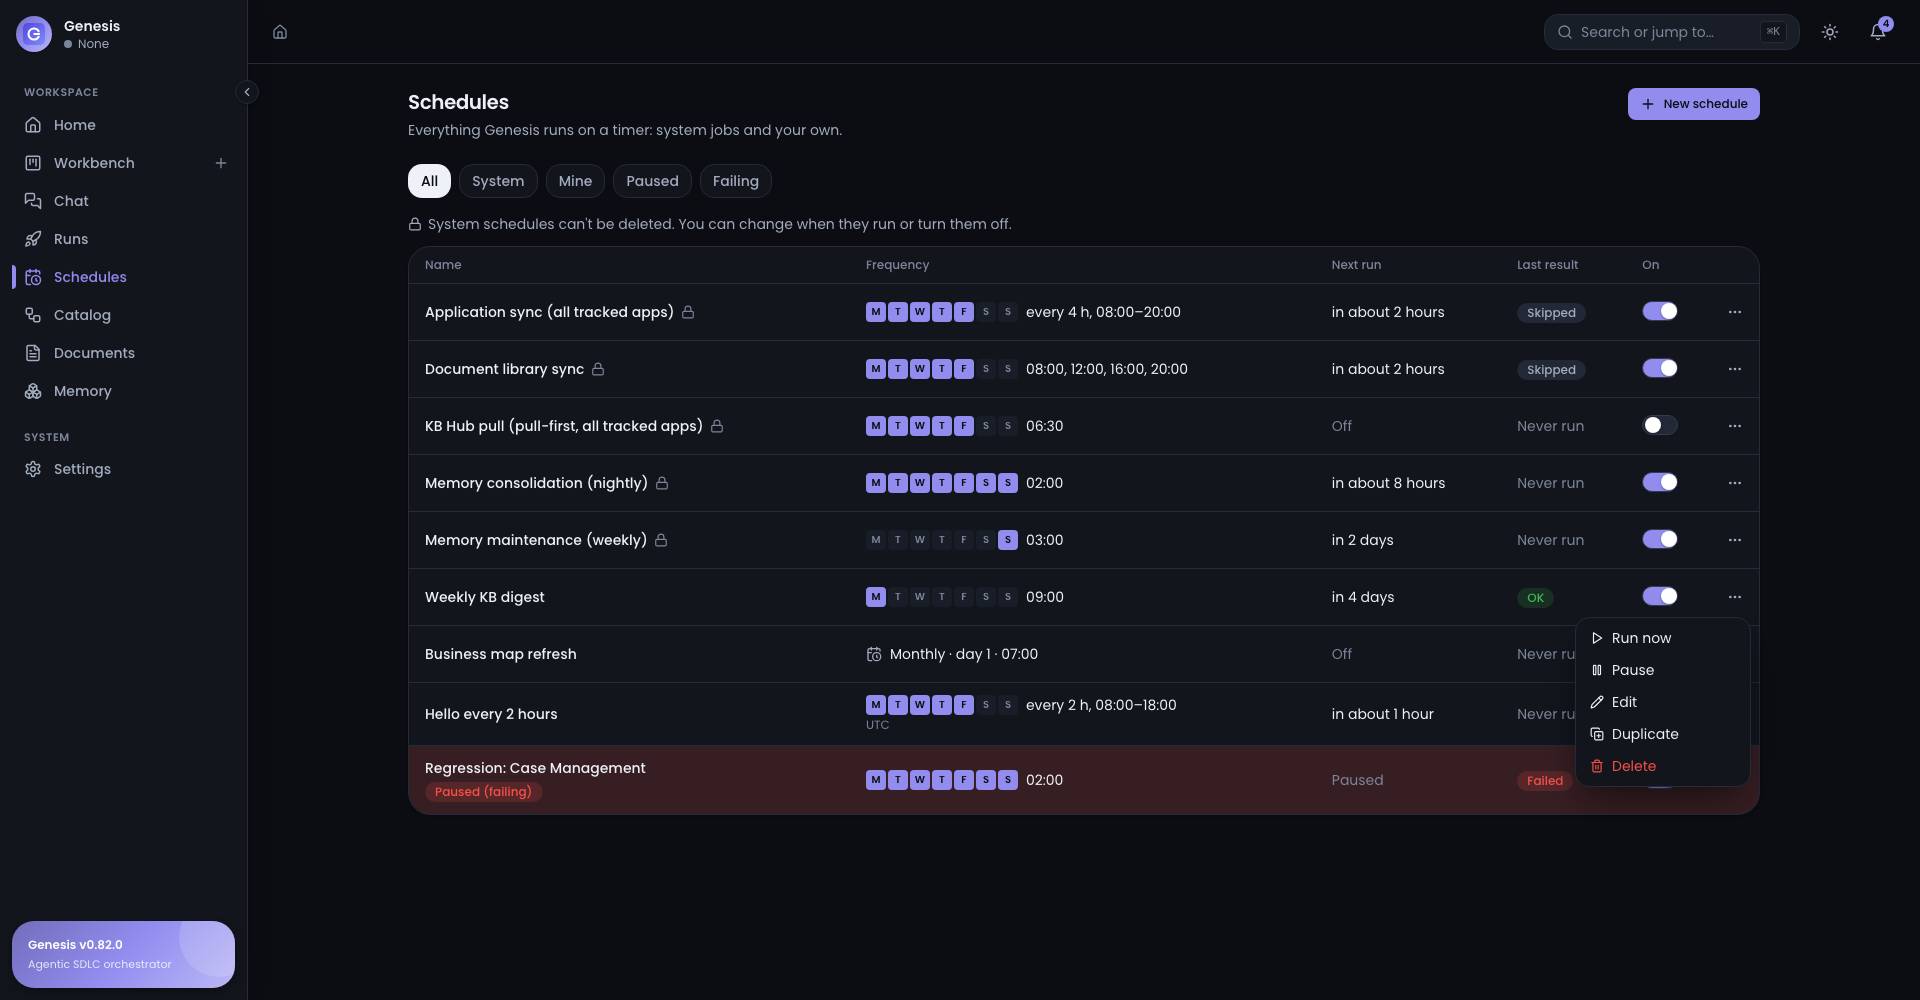 Genesis
None
WORKSPACE
Home
Workbench
Chat
Runs
Schedules
Catalog
Documents
Memory
SYSTEM
Settings
Genesis v0.82.0
Agentic SDLC orchestrator
Search or jump to...
⌘K
4
Schedules
Everything Genesis runs on a timer: system jobs and your own.
New schedule
All System Mine Paused Failing
System schedules can't be deleted. You can change when they run or turn them off.
Name Frequency Next run Last result On
Application sync (all tracked apps) M T W T F S S every 4 h, 08:00–20:00 in about 2 hours Skipped
Document library sync M T W T F S S 08:00, 12:00, 16:00, 20:00 in about 2 hours Skipped
KB Hub pull (pull-first, all tracked apps) M T W T F S S 06:30 Off Never run
Memory consolidation (nightly) M T W T F S S 02:00 in about 8 hours Never run
Memory maintenance (weekly) M T W T F S S 03:00 in 2 days Never run
Weekly KB digest M T W T F S S 09:00 in 4 days OK
Business map refresh Monthly · day 1 · 07:00 Off Never ru
Hello every 2 hours M T W T F S S every 2 h, 08:00–18:00 in about 1 hour Never ru
UTC
Regression: Case Management M T W T F S S 02:00 Paused Failed
Paused (failing)
Run now
Pause
Edit
Duplicate
Delete